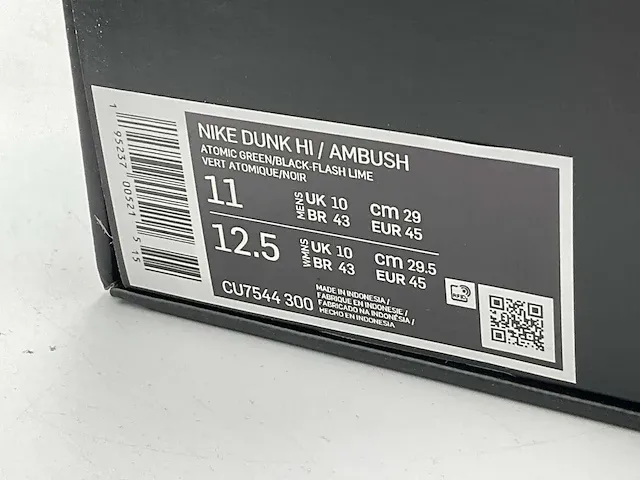 1 95237 00521 5 15
NIKE DUNK HI / AMBUSH
ATOMIC GREEN/BLACK-FLASH LIME
VERT ATOMIQUE/NOIR
11 MENS UK 10 cm 29
BR 43 EUR 45
12.5 WMNS UK 10 cm 29.5
BR 43 EUR 45
CU7544 300
MADE IN INDONESIA /
FABRIQUE EN INDONESIE /
FABRICADO NA INDONÉSIA /
HECHO EN INDONESIA